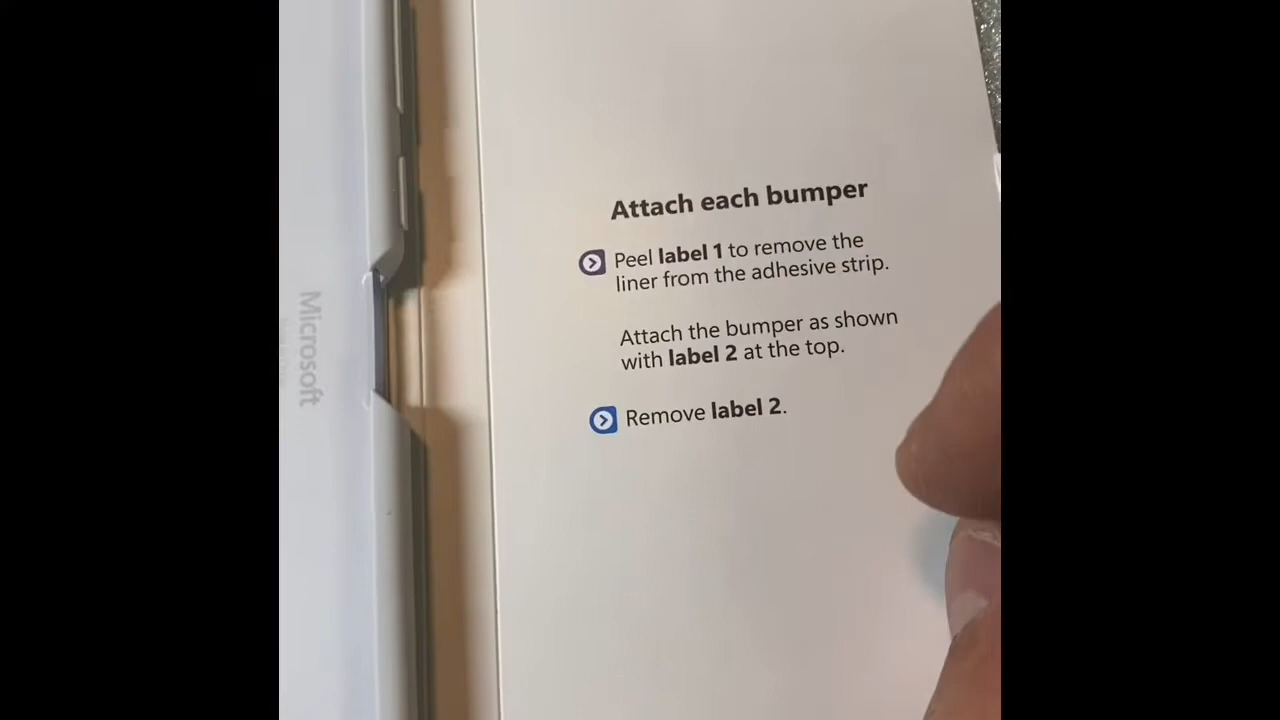 Microsoft
Attach each bumper
Peel label 1 to remove the
liner from the adhesive strip.
Attach the bumper as shown
with label 2 at the top.
Remove label 2.